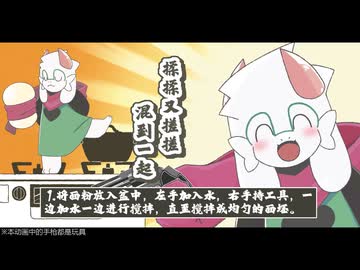 揉揉又搓搓
混到一起
1.将面粉放入盆中，左手加入水，右手持工具，一
边加水一边进行搅拌，直至搅拌成均匀的面坯。
※本动画中的手枪都是玩具